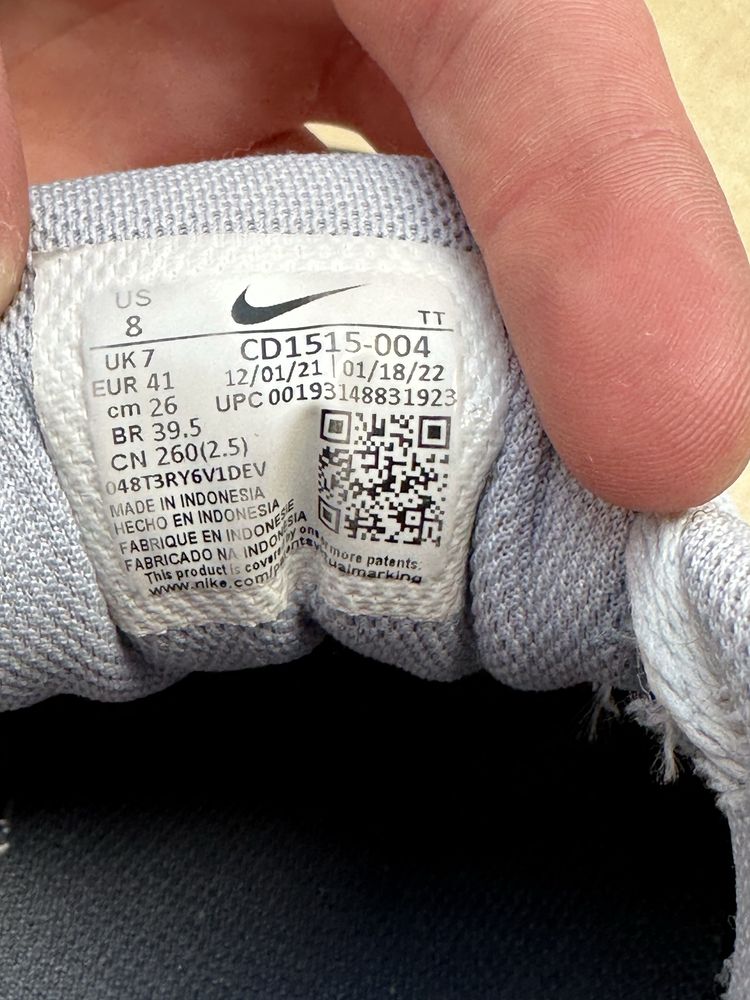 US
8
TT
UK 7
CD1515-004
EUR 41
12/01/21 01/18/22
cm 26
UPC 00193148831923
BR 39.5
CN 260(2.5)
048T3RY6V1DEV
MADE IN INDONESIA
HECHO EN INDONESIA
FABRIQUE EN INDONESIE
FABRICADO NA INDONESIA
This product is covered by one more patents:
www.nike.com/